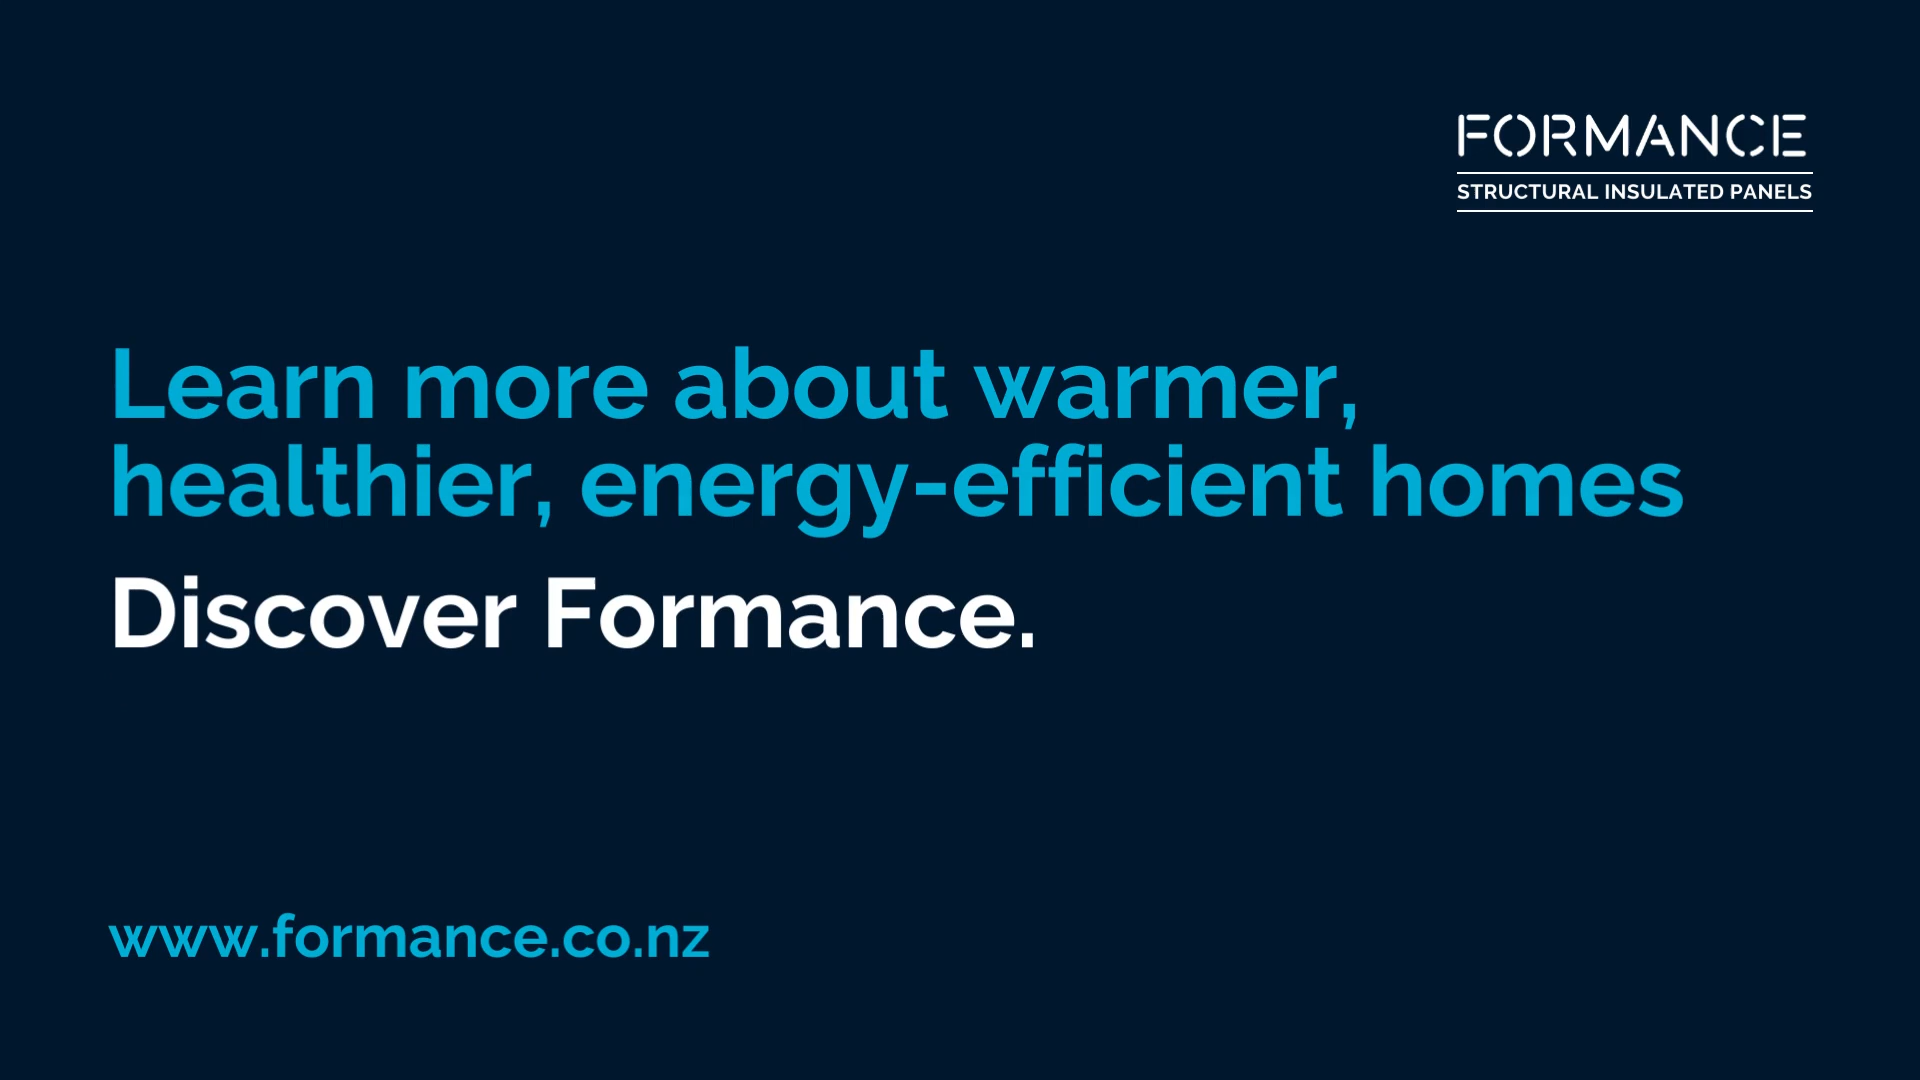 FORMANCE
STRUCTURAL INSULATED PANELS
Learn more about warmer,
healthier, energy-efficient homes
Discover Formance.
www.formance.co.nz